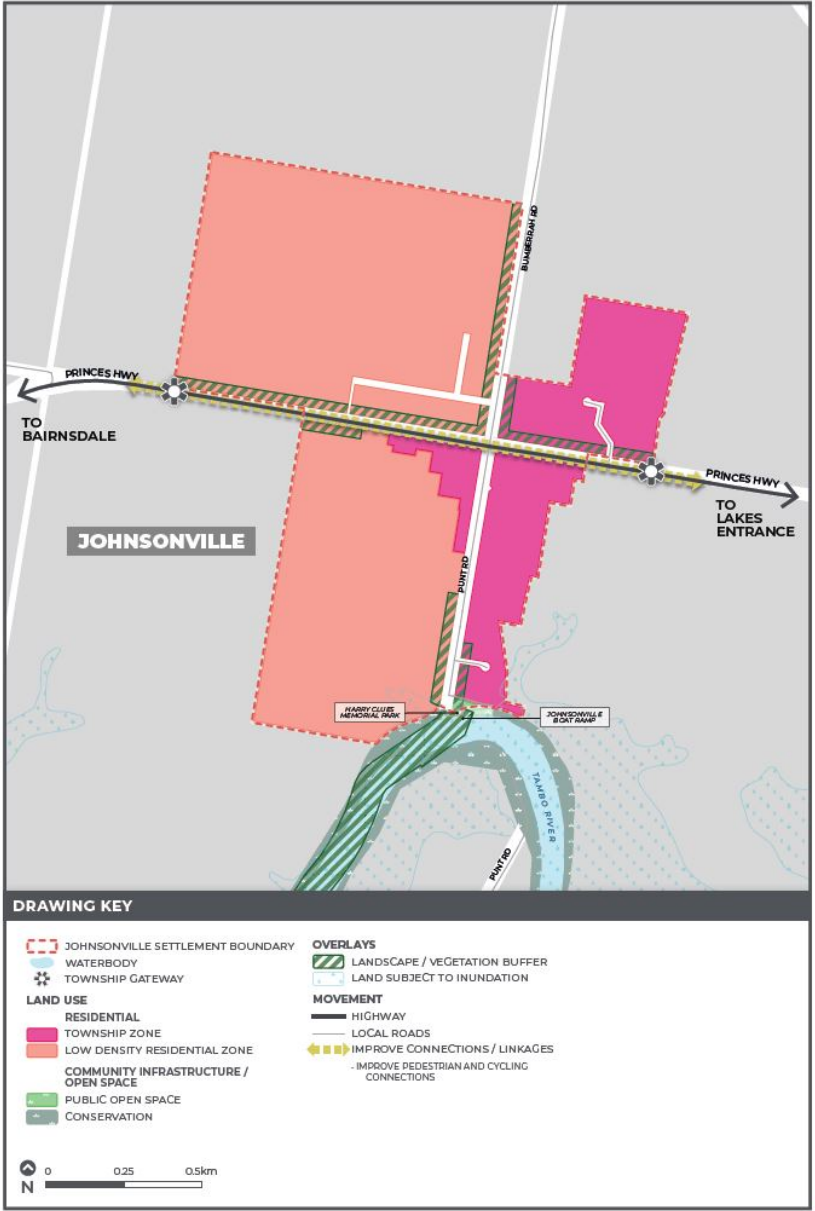 BUMBERRAH RD
PRINCES HWY
TO
BAIRNSDALE
PRINCES HWY
TO
LAKES
ENTRANCE
JOHNSONVILLE
PUNT RD
HARRY CLUES
MEMORIAL PARK
JOHNSONVILLE
BOAT RAMP
TAMBO RIVER
PUNT RD
DRAWING KEY
JOHNSONVILLE SETTLEMENT BOUNDARY
WATERBODY
TOWNSHIP GATEWAY
LAND USE
RESIDENTIAL
TOWNSHIP ZONE
LOW DENSITY RESIDENTIAL ZONE
COMMUNITY INFRASTRUCTURE /
OPEN SPACE
PUBLIC OPEN SPACE
CONSERVATION
OVERLAYS
LANDSCAPE / VEGETATION BUFFER
LAND SUBJECT TO INUNDATION
MOVEMENT
HIGHWAY
LOCAL ROADS
IMPROVE CONNECTIONS / LINKAGES
- IMPROVE PEDESTRIAN AND CYCLING
CONNECTIONS
N
0 0.25 0.5km